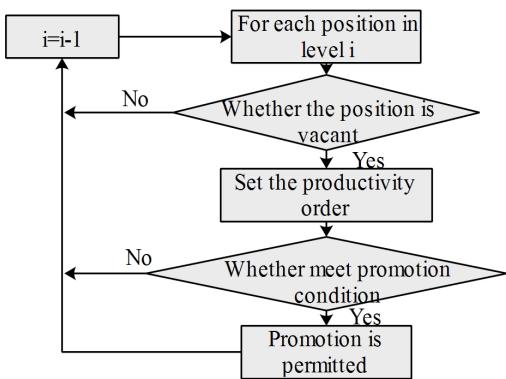 i=i-1
For each position in
level i
No
Whether the position is
vacant
Yes
Set the productivity
order
No
Whether meet promotion
condition
Yes
Promotion is
permitted